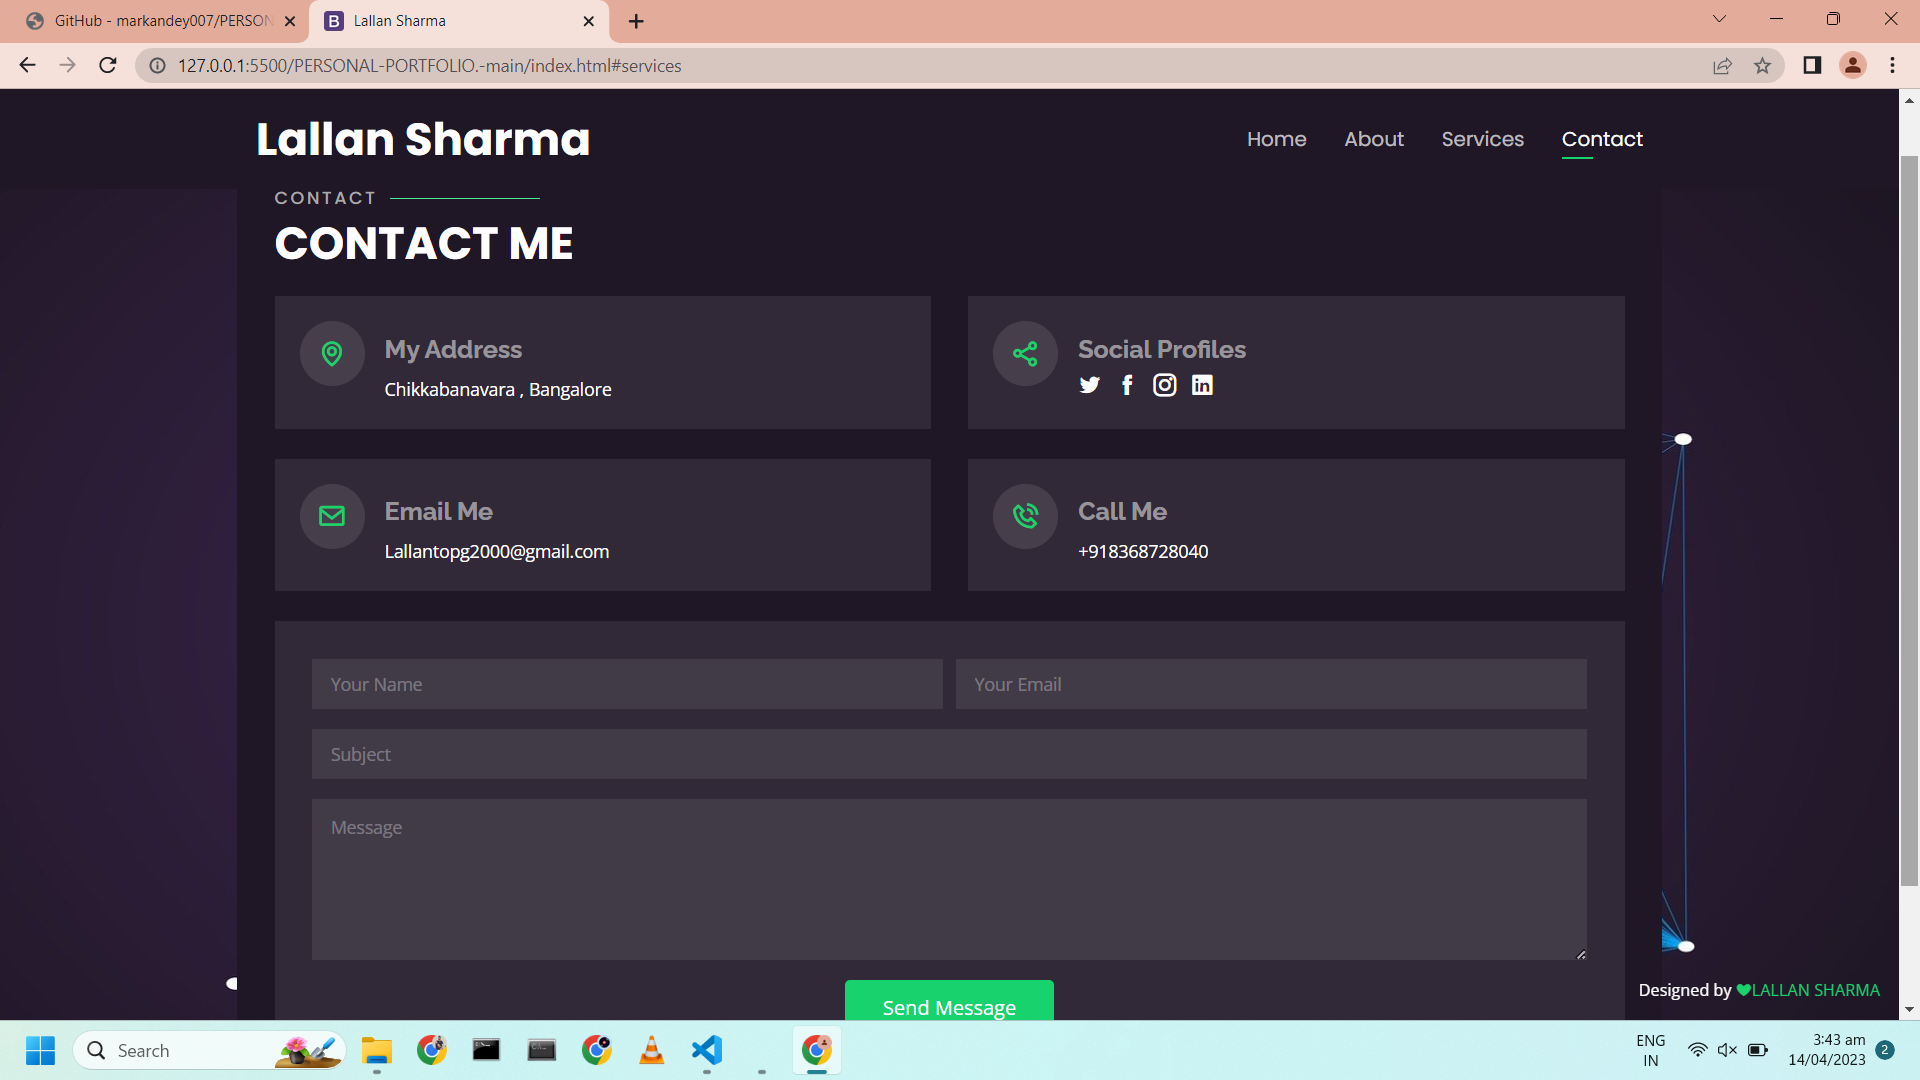 GitHub - markandey007/PERSON
Lallan Sharma
127.0.0.1:5500/PERSONAL-PORTFOLIO.-main/index.html#services
Lallan Sharma
Home About Services Contact
CONTACT
CONTACT ME
My Address
Chikkabanavara , Bangalore
Social Profiles
Email Me
Lallantopg2000@gmail.com
Call Me
+918368728040
Your Name
Your Email
Subject
Message
Send Message
Designed by LALLAN SHARMA
Search
ENG
IN
3:43 am
14/04/2023
2